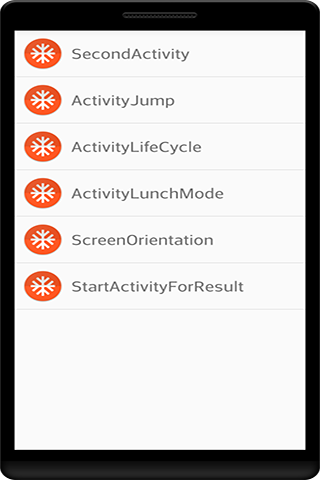 SecondActivity
ActivityJump
ActivityLifeCycle
ActivityLunchMode
ScreenOrientation
StartActivityForResult